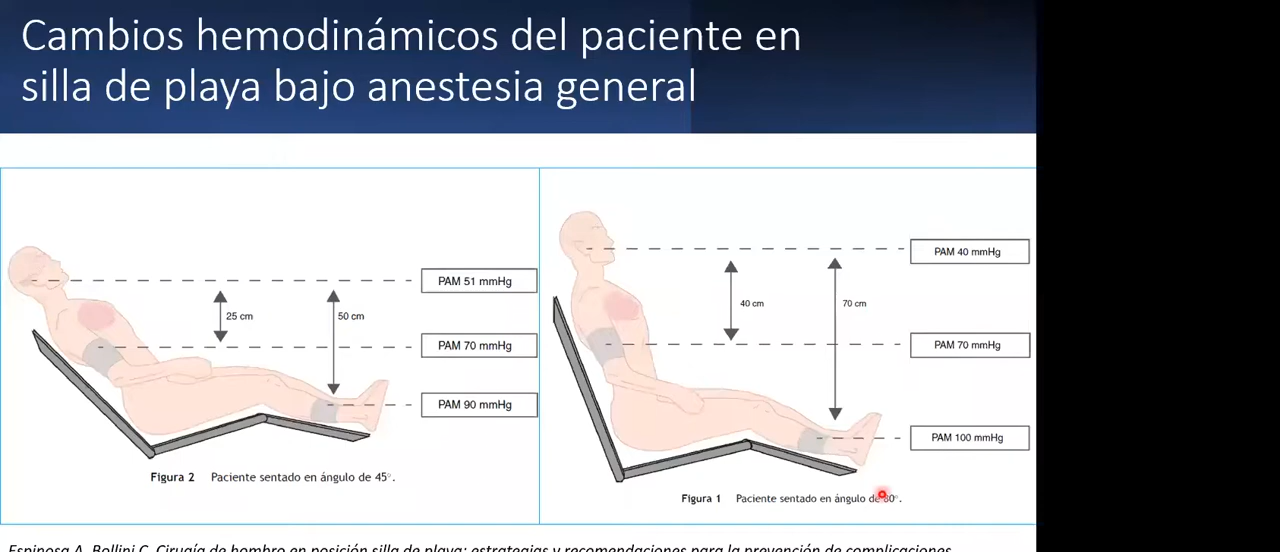 Cambios hemodinámicos del paciente en
silla de playa bajo anestesia general
PAM 51 mmHg
25 cm
50 cm
PAM 70 mmHg
PAM 90 mmHg
Figura 2 Paciente sentado en ángulo de 45°.
PAM 40 mmHg
40 cm
70 cm
PAM 70 mmHg
PAM 100 mmHg
Figura 1 Paciente sentado en ángulo de 80°.
Espinosa A, Bollini C. Cirugía de hombro en posición silla de playa: estrategias y recomendaciones para la prevención de complicaciones